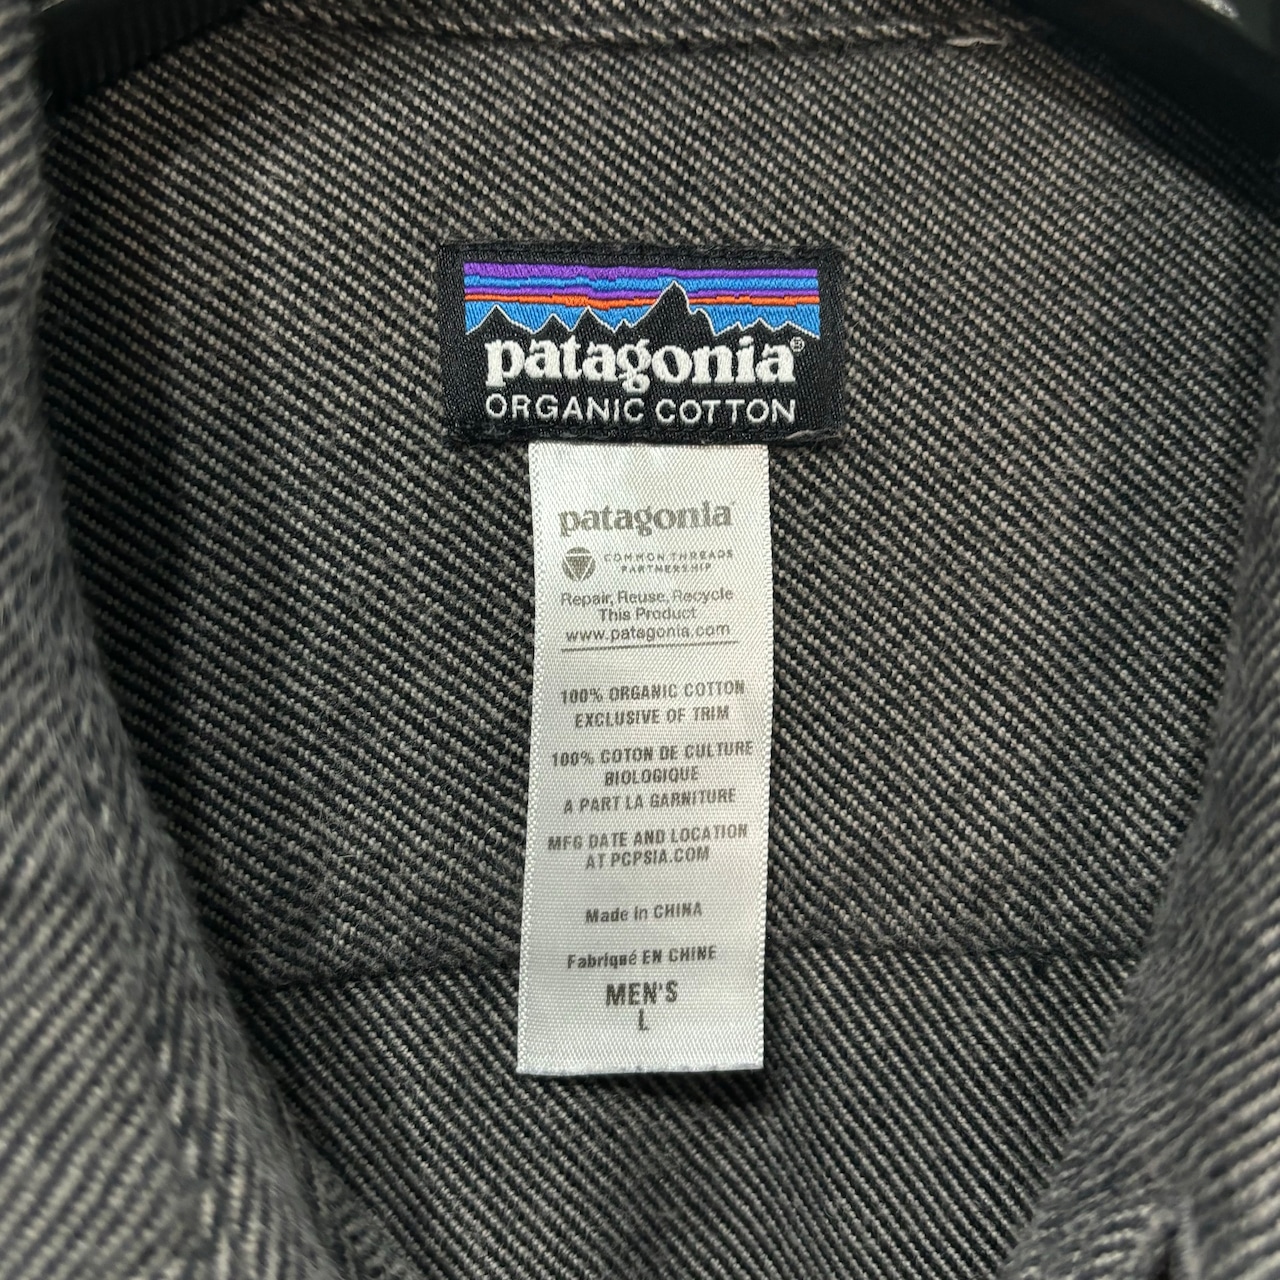 patagonia®
ORGANIC COTTON
patagonia
COMMON THREADS
PARTNERSHIP
Repair, Reuse, Recycle
This Product
www.patagonia.com
100% ORGANIC COTTON
EXCLUSIVE OF TRIM
100% COTON DE CULTURE
BIOLOGIQUE
A PART LA GARNITURE
MFG DATE AND LOCATION
AT PCPSIA.COM
Made in CHINA
Fabriqué EN CHINE
MEN'S
L